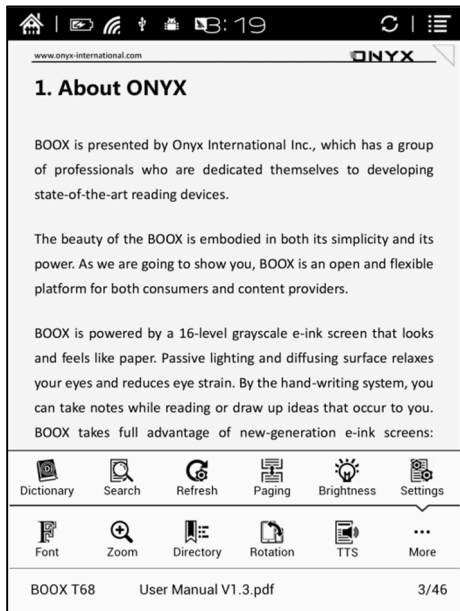 3:19
www.onyx-international.com ONYX
1. About ONYX
BOOX is presented by Onyx International Inc., which has a group
of professionals who are dedicated themselves to developing
state-of-the-art reading devices.
The beauty of the BOOX is embodied in both its simplicity and its
power. As we are going to show you, BOOX is an open and flexible
platform for both consumers and content providers.
BOOX is powered by a 16-level grayscale e-ink screen that looks
and feels like paper. Passive lighting and diffusing surface relaxes
your eyes and reduces eye strain. By the hand-writing system, you
can take notes while reading or draw up ideas that occur to you.
BOOX takes full advantage of new-generation e-ink screens:
Dictionary Search Refresh Paging Brightness Settings
Font Zoom Directory Rotation TTS More
BOOX T68 User Manual V1.3.pdf 3/46